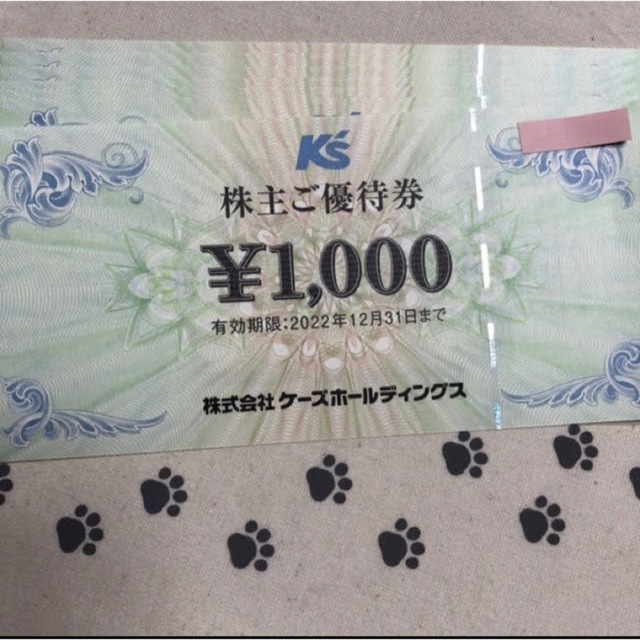 K's
株主ご優待券
¥1,000
有効期限:2022年12月31日まで
株式会社ケーズホールディングス